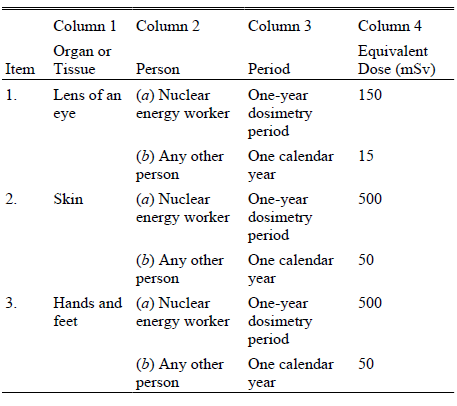 Column 1 Column 2 Column 3 Column 4
Organ or Equivalent
Item Tissue Person Period Dose (mSv)
1. Lens of an (a) Nuclear One-year 150
eye energy worker dosimetry
period
(b) Any other One calendar 15
person year
2. Skin (a) Nuclear One-year 500
energy worker dosimetry
period
(b) Any other One calendar 50
person year
3. Hands and (a) Nuclear One-year 500
feet energy worker dosimetry
period
(b) Any other One calendar 50
person year